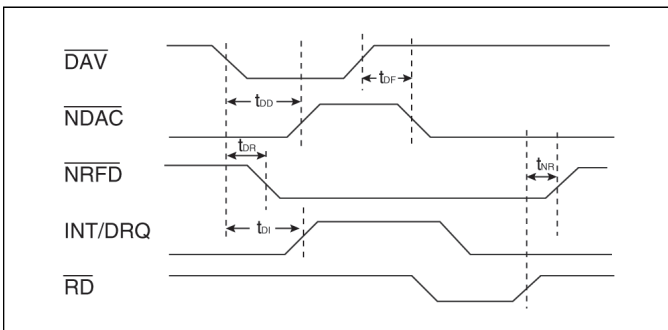 DAV
tDF
tDD
NDAC
tDR
tNR
NRFD
INT/DRQ
tDI
RD